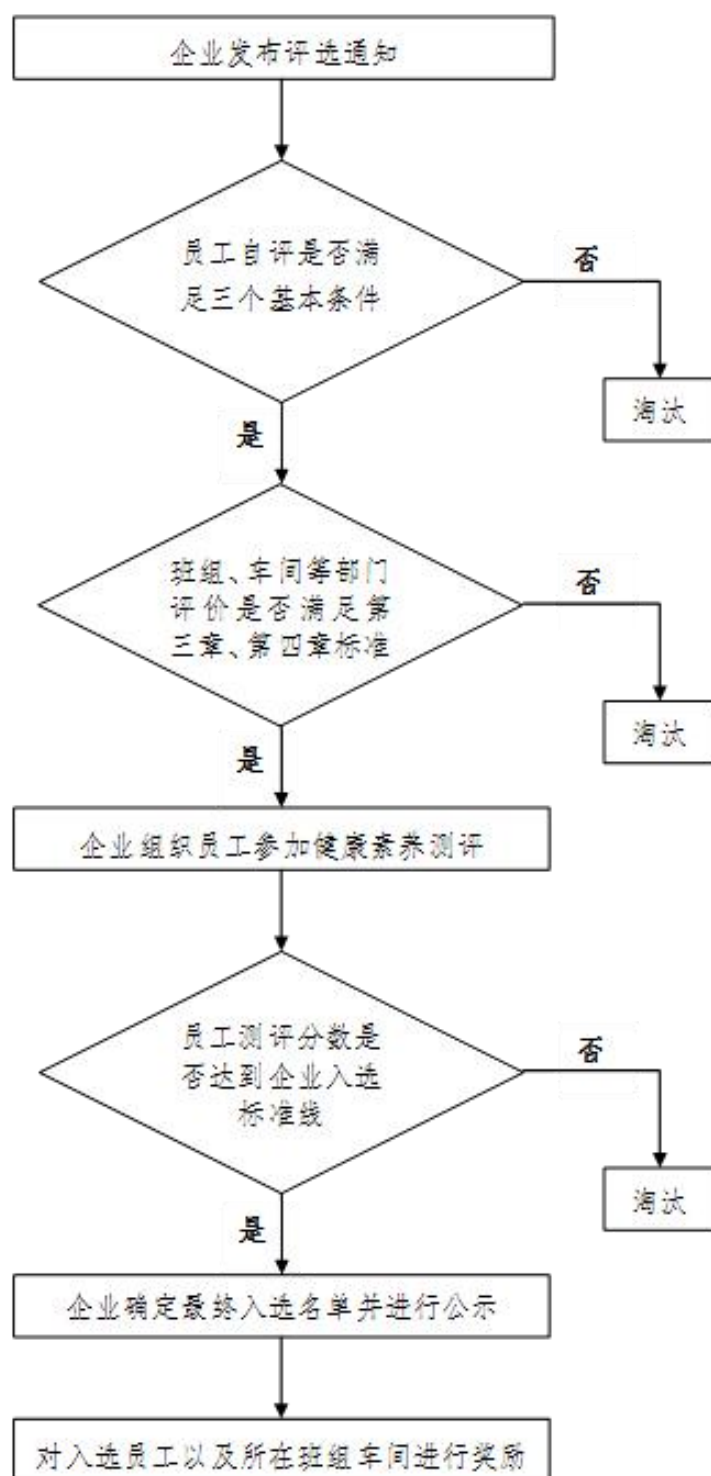 企业发布评选通知
员工自评是否满
足三个基本条件
否
淘汰
是
班组、车间等部门
评价是否满足第
三章、第四章标准
否
淘汰
是
企业组织员工参加健康素养测评
员工测评分数是
否达到企业入选
标准线
否
淘汰
是
企业确定最终入选名单并进行公示
对入选员工以及所在班组车间进行奖励